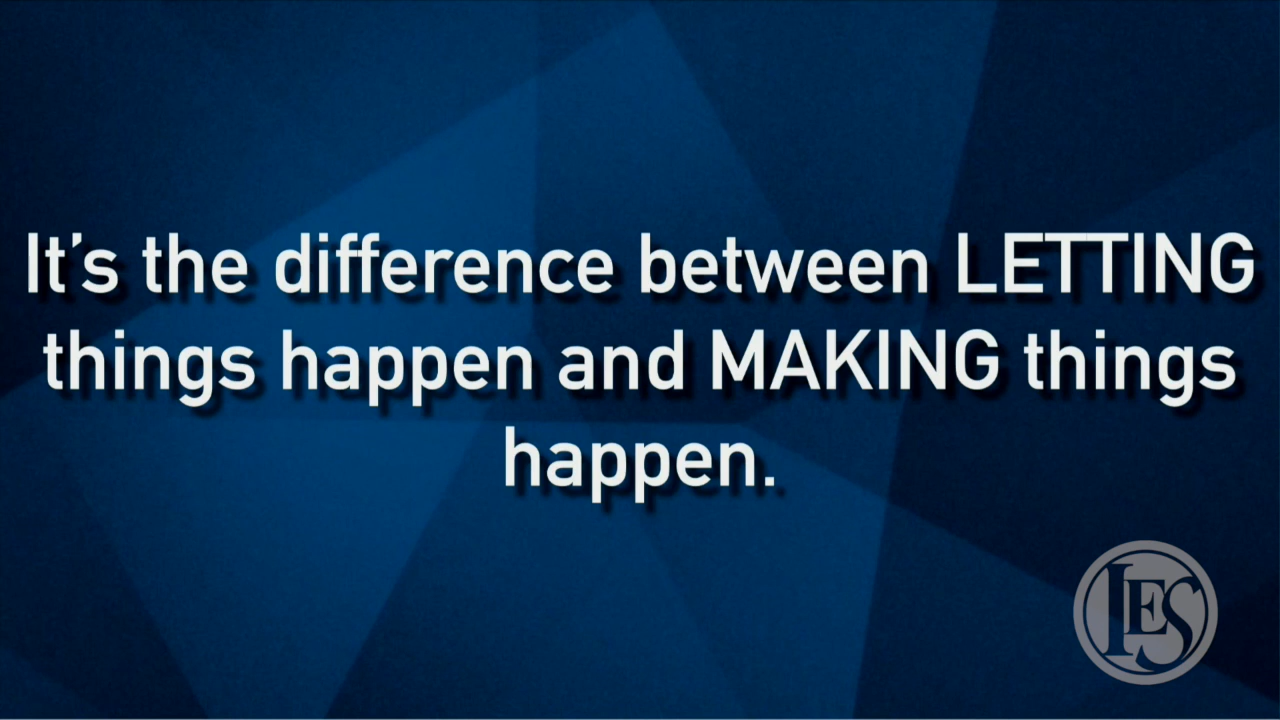 It’s the difference between LETTING
things happen and MAKING things
happen.
IES